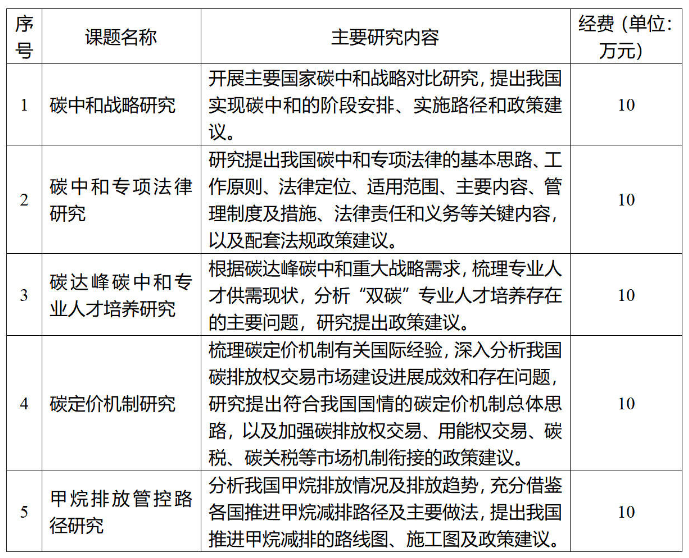 序号 课题名称 主要研究内容 经费（单位：万元）
1 碳中和战略研究 开展主要国家碳中和战略对比研究，提出我国
实现碳中和的阶段安排、实施路径和政策建
议。 10
2 碳中和专项法律
研究 研究提出我国碳中和专项法律的基本思路、工
作原则、法律定位、适用范围、主要内容、管
理制度及措施、法律责任和义务等关键内容，
以及配套法规政策建议。 10
3 碳达峰碳中和专
业人才培养研究 根据碳达峰碳中和重大战略需求，梳理专业人
才供需现状，分析“双碳”专业人才培养存在
的主要问题，研究提出政策建议。 10
4 碳定价机制研究 梳理碳定价机制有关国际经验，深入分析我国
碳排放权交易市场建设进展成效和存在问题，
研究提出符合我国国情的碳定价机制总体思
路，以及加强碳排放权交易、用能权交易、碳
税、碳关税等市场机制衔接的政策建议。 10
5 甲烷排放管控路
径研究 分析我国甲烷排放情况及排放趋势，充分借鉴
各国推进甲烷减排路径及主要做法，提出我国
推进甲烷减排的路线图、施工图及政策建议。 10